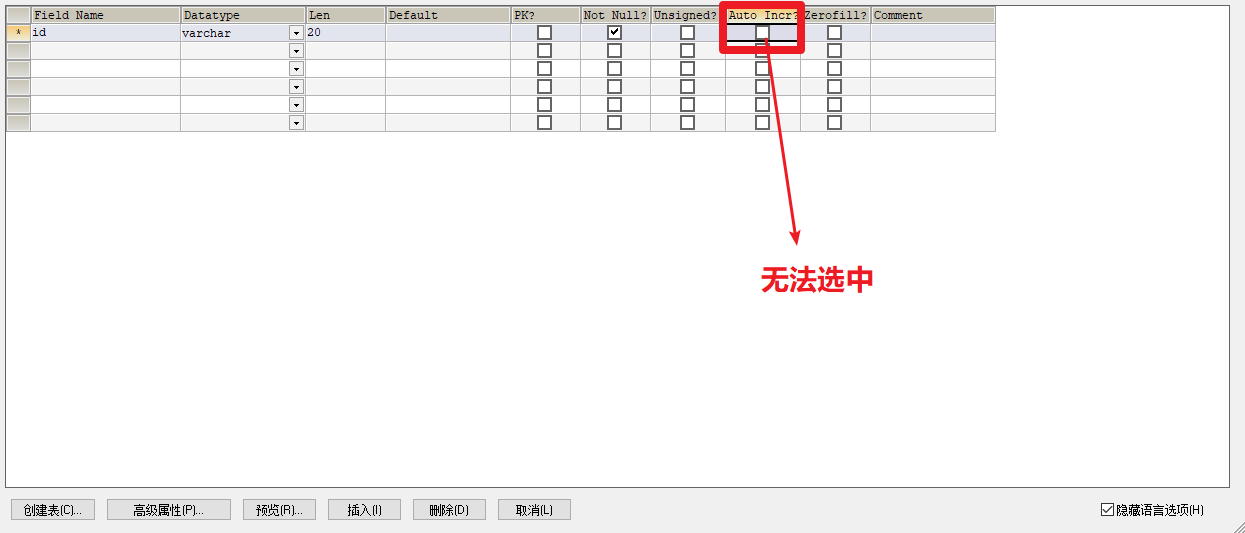 Field Name Datatype Len Default PK? Not Null? Unsigned? Auto Incr? Zerofill? Comment
* id varchar 20
无法选中
创建表(C)... 高级属性(P)... 预览(R)... 插入(I) 删除(D) 取消(L) 隐藏语言选项(H)